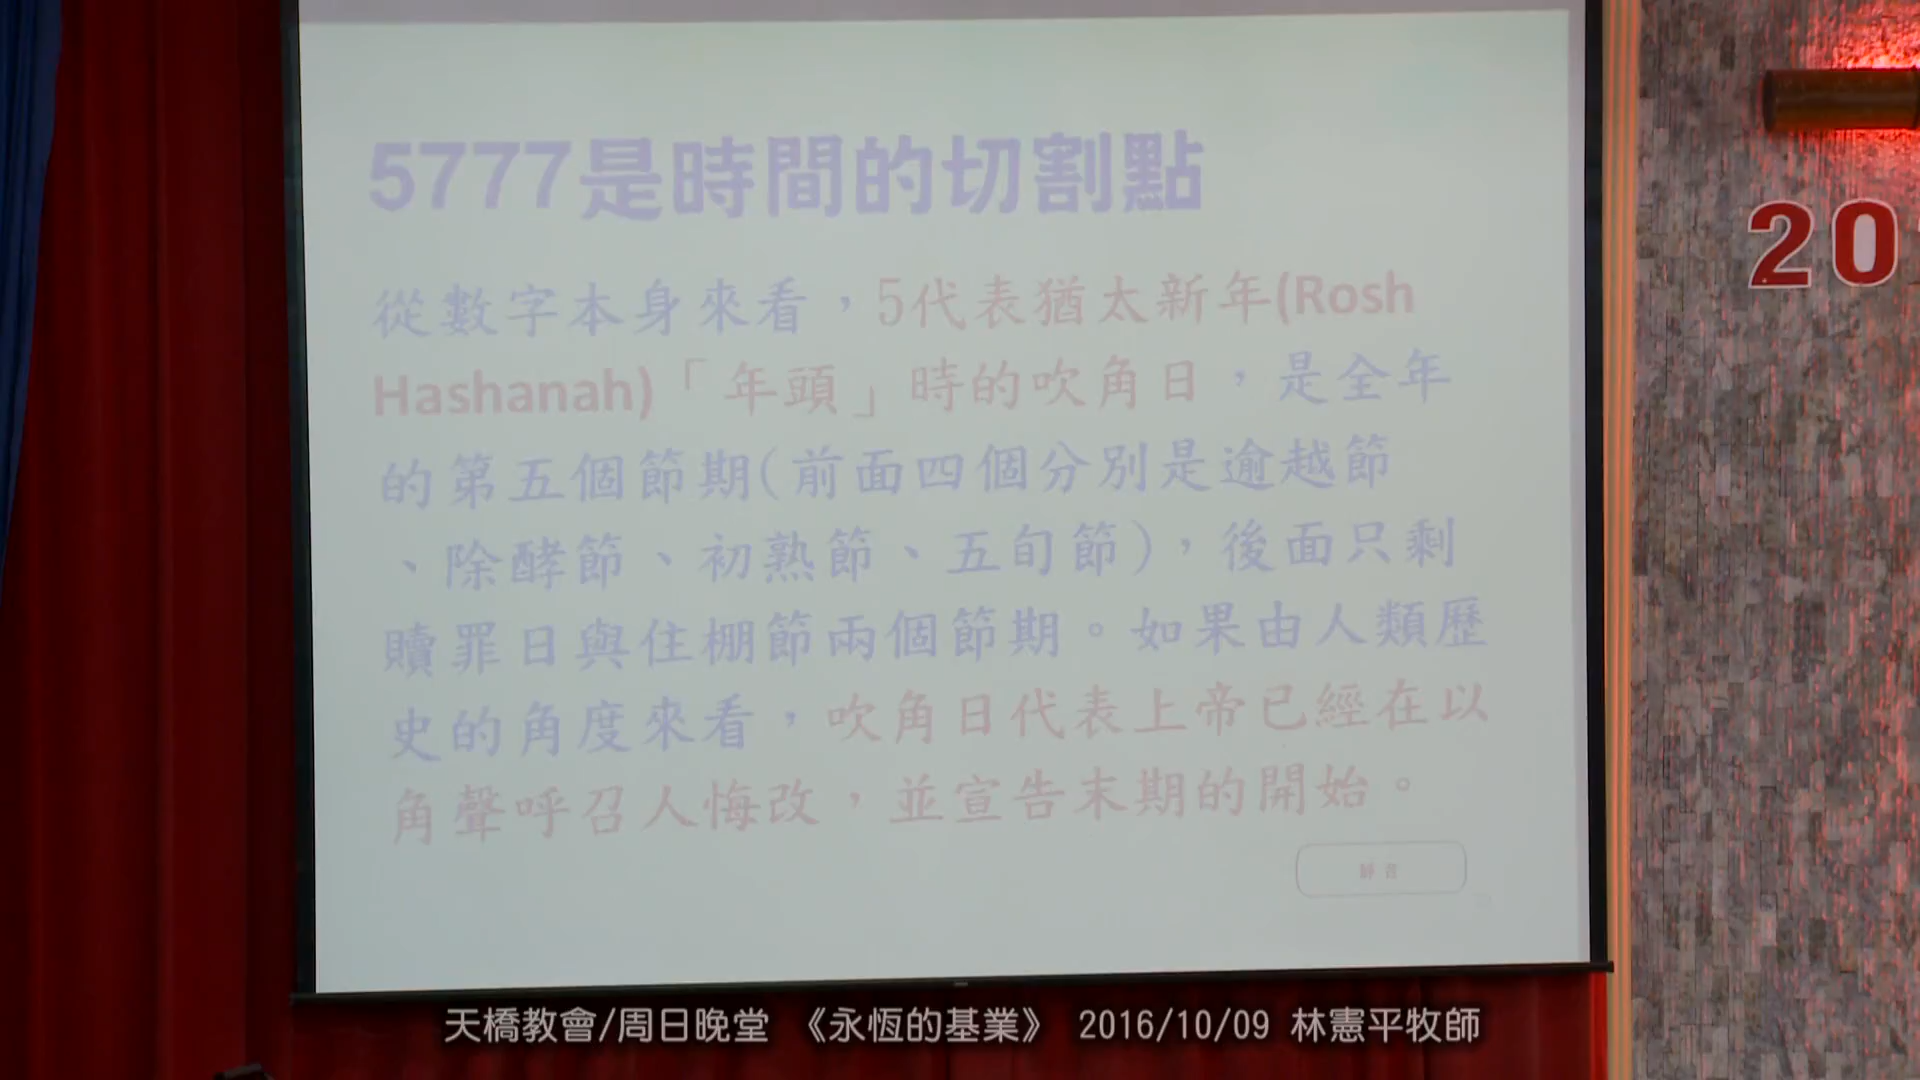 5777是時間的切割點
從數字本身來看，5代表猶太新年(Rosh
Hashanah)「年頭」時的吹角日，是全年
的第五個節期(前面四個分別是逾越節
、除酵節、初熟節、五旬節)，後面只剩
贖罪日與住棚節兩個節期。如果由人類歷
史的角度來看，吹角日代表上帝已經在以
角聲呼召人悔改，並宣告末期的開始。
靜音
20
天橋教會/周日晚堂 《永恆的基業》 2016/10/09 林憲平牧師